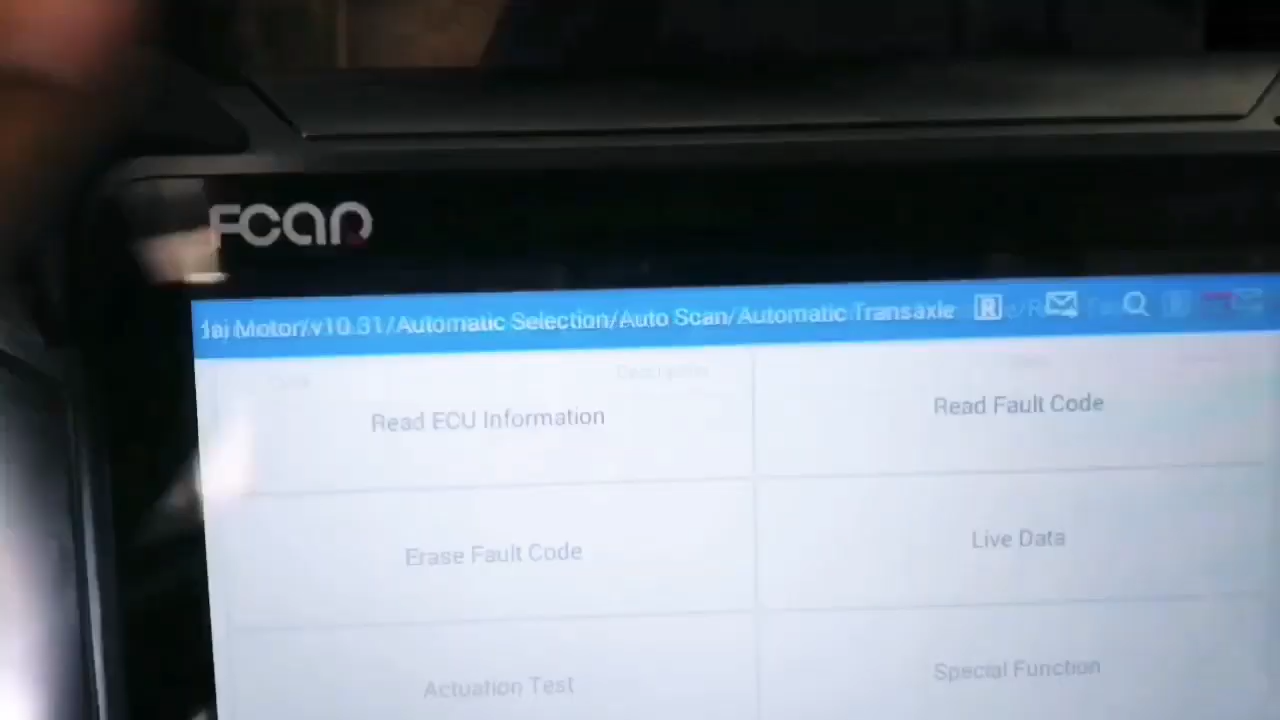 FCAR
Motor/v10.31/Automatic Selection/Auto Scan/Automatic Transaxle R
Read ECU Information Read Fault Code
Erase Fault Code Live Data
Actuation Test Special Function